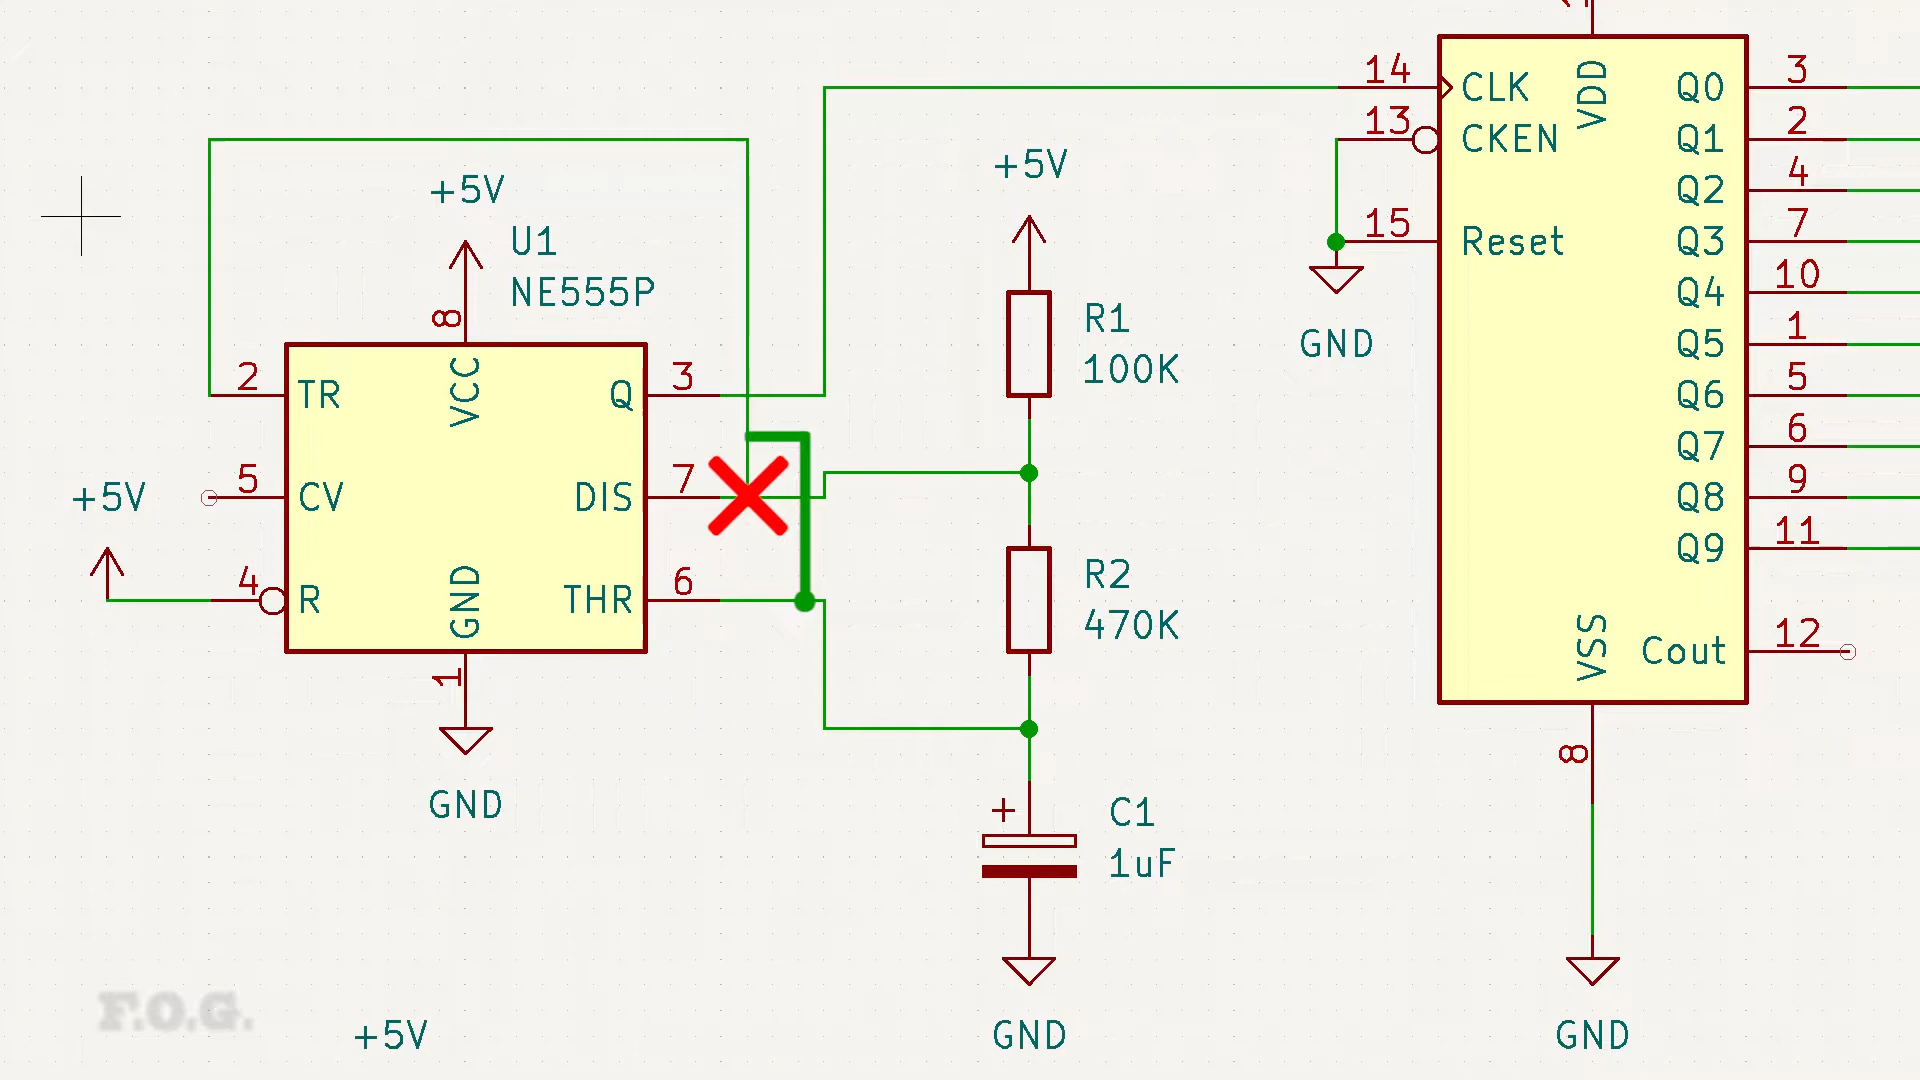 +5V
U1
NE555P
8
2
TR
VCC
Q
3
5
CV
DIS
7
+5V
4
R
GND
THR
6
1
GND
+5V
R1
100K
R2
470K
+
C1
1uF
GND
14
CLK
VDD
Q0
3
13
CKEN
Q1
2
Q2
4
15
Reset
Q3
7
GND
Q4
10
Q5
1
Q6
5
Q7
6
Q8
9
Q9
11
VSS
Cout
12
8
GND
F.O.G.
+5V